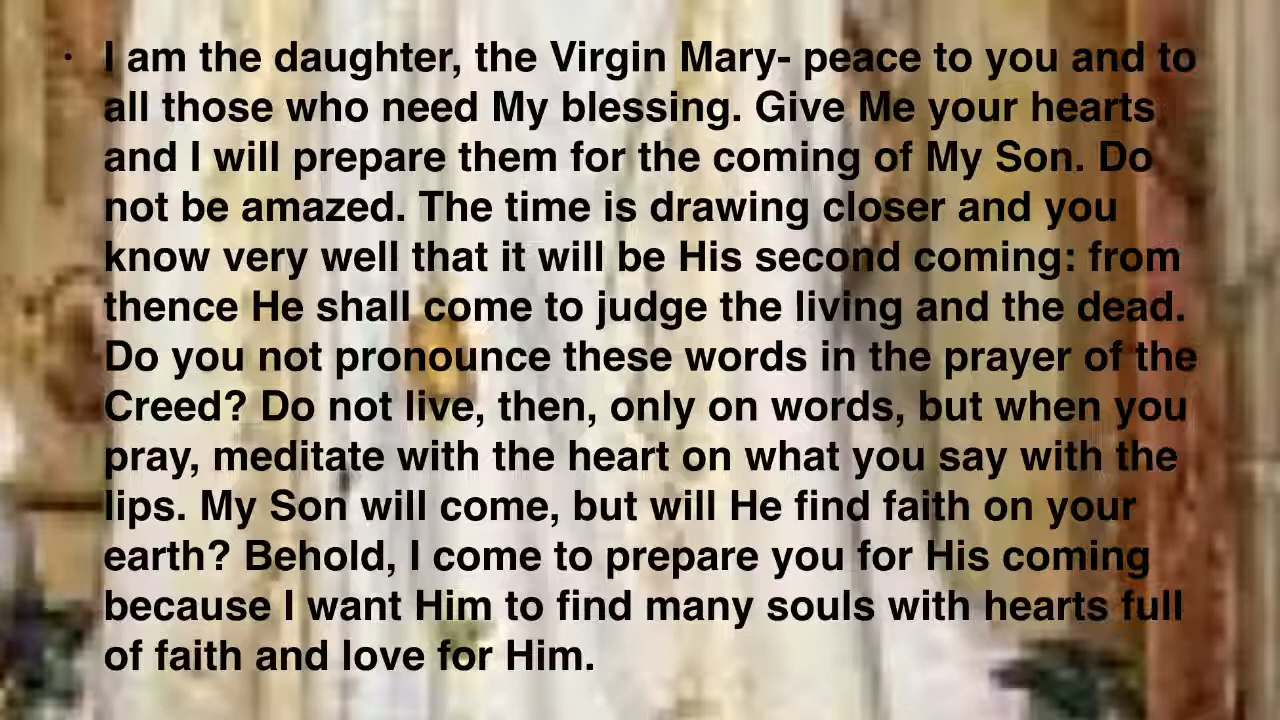 • I am the daughter, the Virgin Mary- peace to you and to
all those who need My blessing. Give Me your hearts
and I will prepare them for the coming of My Son. Do
not be amazed. The time is drawing closer and you
know very well that it will be His second coming: from
thence He shall come to judge the living and the dead.
Do you not pronounce these words in the prayer of the
Creed? Do not live, then, only on words, but when you
pray, meditate with the heart on what you say with the
lips. My Son will come, but will He find faith on your
earth? Behold, I come to prepare you for His coming
because I want Him to find many souls with hearts full
of faith and love for Him.